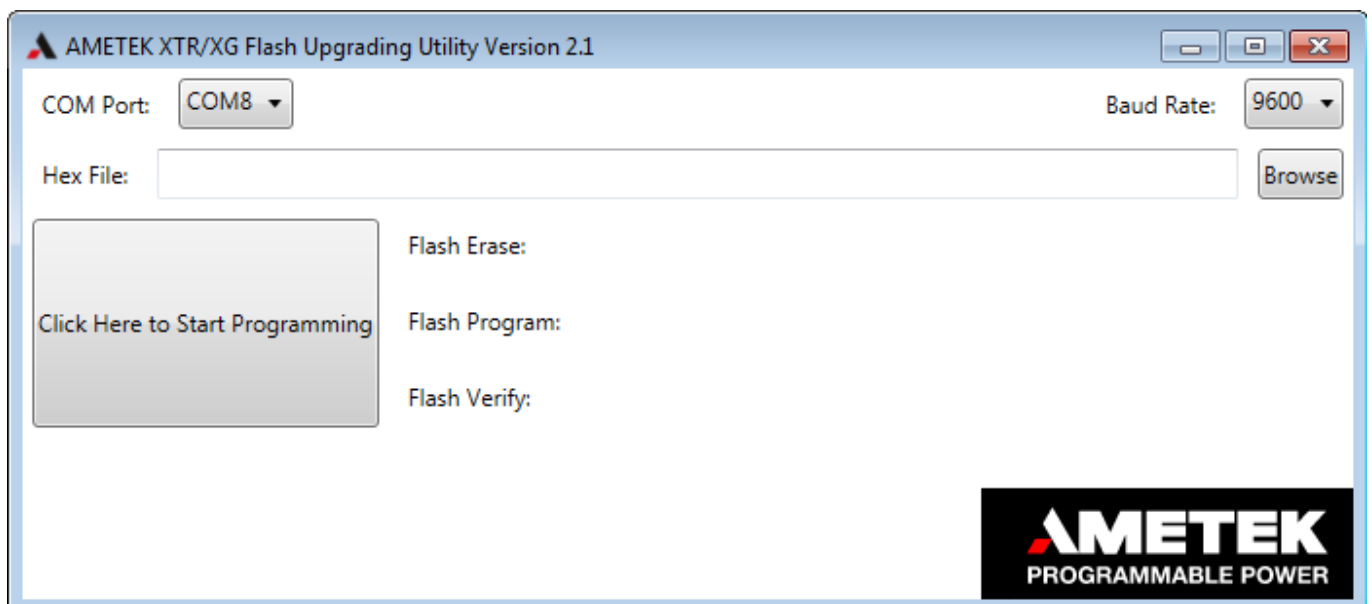 AMETEK XTR/XG Flash Upgrading Utility Version 2.1
COM Port: COM8 Baud Rate: 9600
Hex File: Browse
Flash Erase:
Click Here to Start Programming Flash Program:
Flash Verify:
AMETEK
PROGRAMMABLE POWER